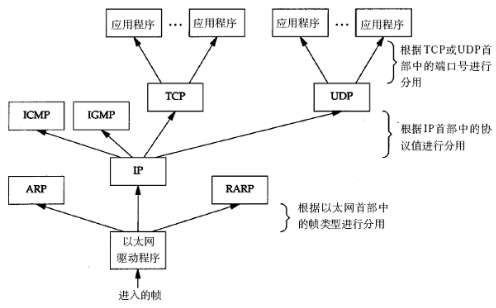 应用程序 … 应用程序 应用程序 … 应用程序
根据TCP或UDP首
部中的端口号进行
分用
TCP UDP
ICMP IGMP
根据IP首部中的协
议值进行分用
IP
ARP RARP
根据以太网首部中
的帧类型进行分用
以太网
驱动程序
进入的帧